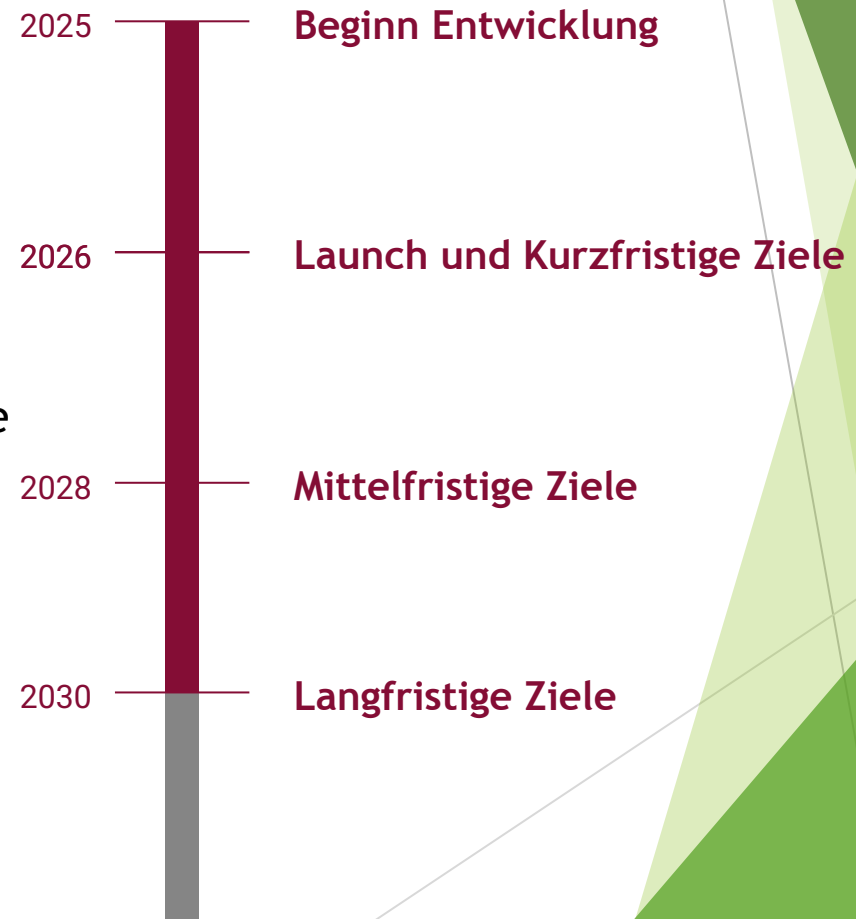 2025 Beginn Entwicklung
2026 Launch und Kurzfristige Ziele
e
2028 Mittelfristige Ziele
2030 Langfristige Ziele